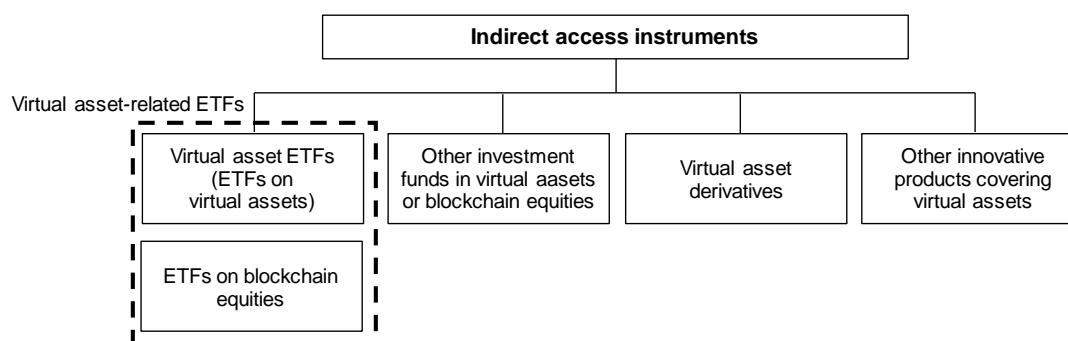 Indirect access instruments
Virtual asset-related ETFs
Virtual asset ETFs
(ETFs on
virtual assets)
Other investment
funds in virtual aasets
or blockchain equities
Virtual asset
derivatives
Other innovative
products covering
virtual assets
ETFs on blockchain
equities